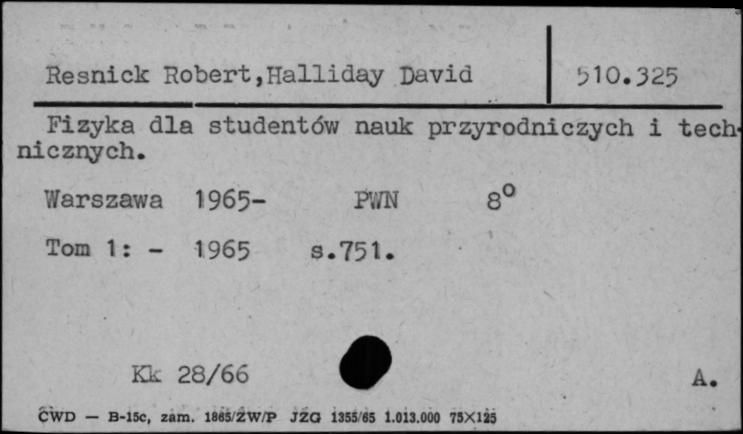 Resnick Robert,Halliday David 510.325
Fizyka dla studentów nauk przyrodniczych i tech-
nicznych.
Warszawa 1965- PWN 8°
Tom 1: - 1965 s.751.
Kk 28/66 A.
CWD — B-15c, zam. 1865/ZW/P JZG 1355/65 1.013.000 75X125